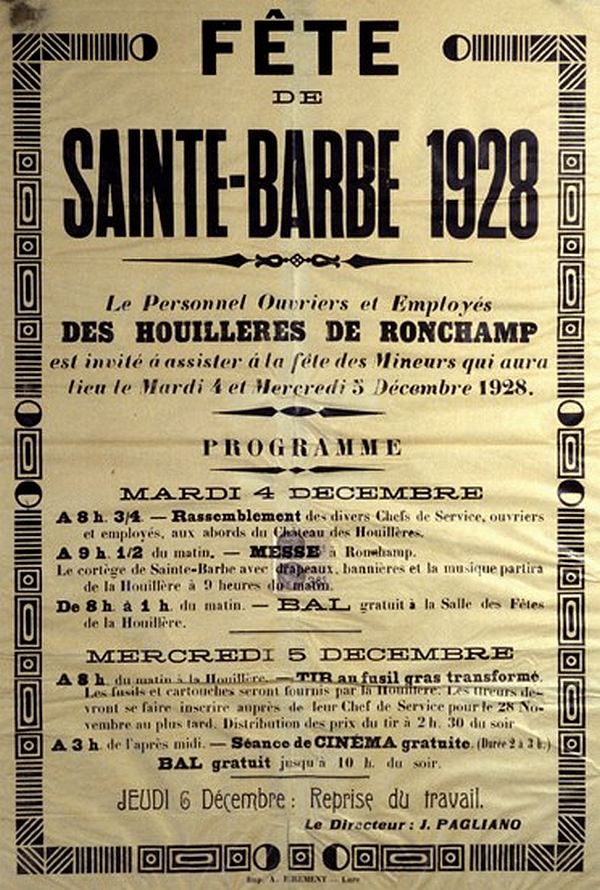 FÊTE
DE
SAINTE-BARBE 1928
Le Personnel Ouvriers et Employés
DES HOUILLERES DE RONCHAMP
est invité à assister à la fête des Mineurs qui aura
lieu le Mardi 4 et Mercredi 5 Décembre 1928.
PROGRAMME
MARDI 4 DECEMBRE
A 8 h. 3/4. — Rassemblement des divers Chefs de Service, ouvriers
et employés, aux abords du Château des Houillères.
A 9 h. 1/2 du matin. — MESSE à Ronchamp.
Le cortège de Sainte-Barbe avec drapeaux, bannières et la musique partira
de la Houillère à 9 heures du matin.
De 8 h. à 1 h. du matin. — BAL gratuit à la Salle des Fêtes
de la Houillère.
MERCREDI 5 DECEMBRE
A 8 h. du matin à la Houillère. — TIR au fusil gras transformé.
Les fusils et cartouches seront fournis par la Houillère. Les tireurs de-
vront se faire inscrire auprès de leur Chef de Service pour le 28 No-
vembre au plus tard. Distribution des prix du tir à 2 h. 30 du soir
A 3 h. de l'après midi. — Séance de CINÉMA gratuite. (Durée 2 à 3 h.)
BAL gratuit jusqu'à 10 h. du soir.
JEUDI 6 Décembre : Reprise du travail.
Le Directeur : J. PAGLIANO
Imp. A. — Lure